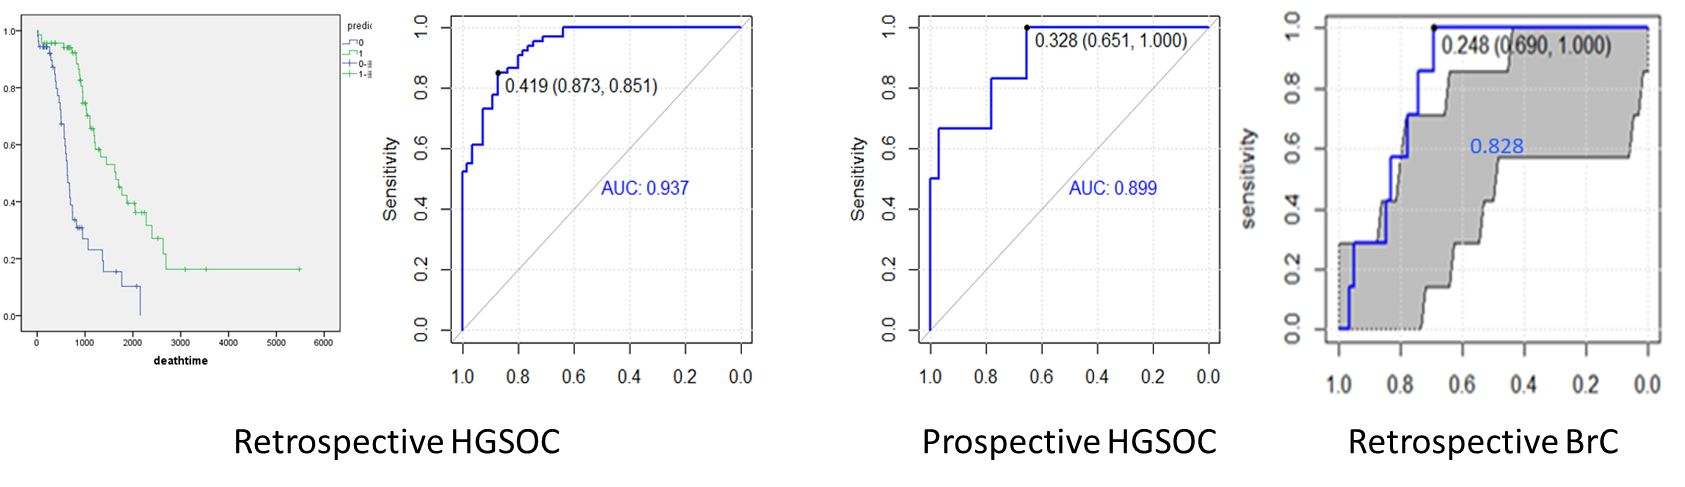 predic
0
1
0-
1-
1.0
0.8
0.6
0.4
0.2
0.0
0 1000 2000 3000 4000 5000 6000
deathtime
Sensitivity
1.0
0.8
0.6
0.4
0.2
0.0
0.419 (0.873, 0.851)
AUC: 0.937
1.0 0.8 0.6 0.4 0.2 0.0
Retrospective HGSOC
Sensitivity
1.0
0.8
0.6
0.4
0.2
0.0
0.328 (0.651, 1.000)
AUC: 0.899
1.0 0.8 0.6 0.4 0.2 0.0
Prospective HGSOC
sensitivity
1.0
0.8
0.6
0.4
0.2
0.0
0.248 (0.690, 1.000)
0.828
1.0 0.8 0.6 0.4 0.2 0.0
Retrospective BrC